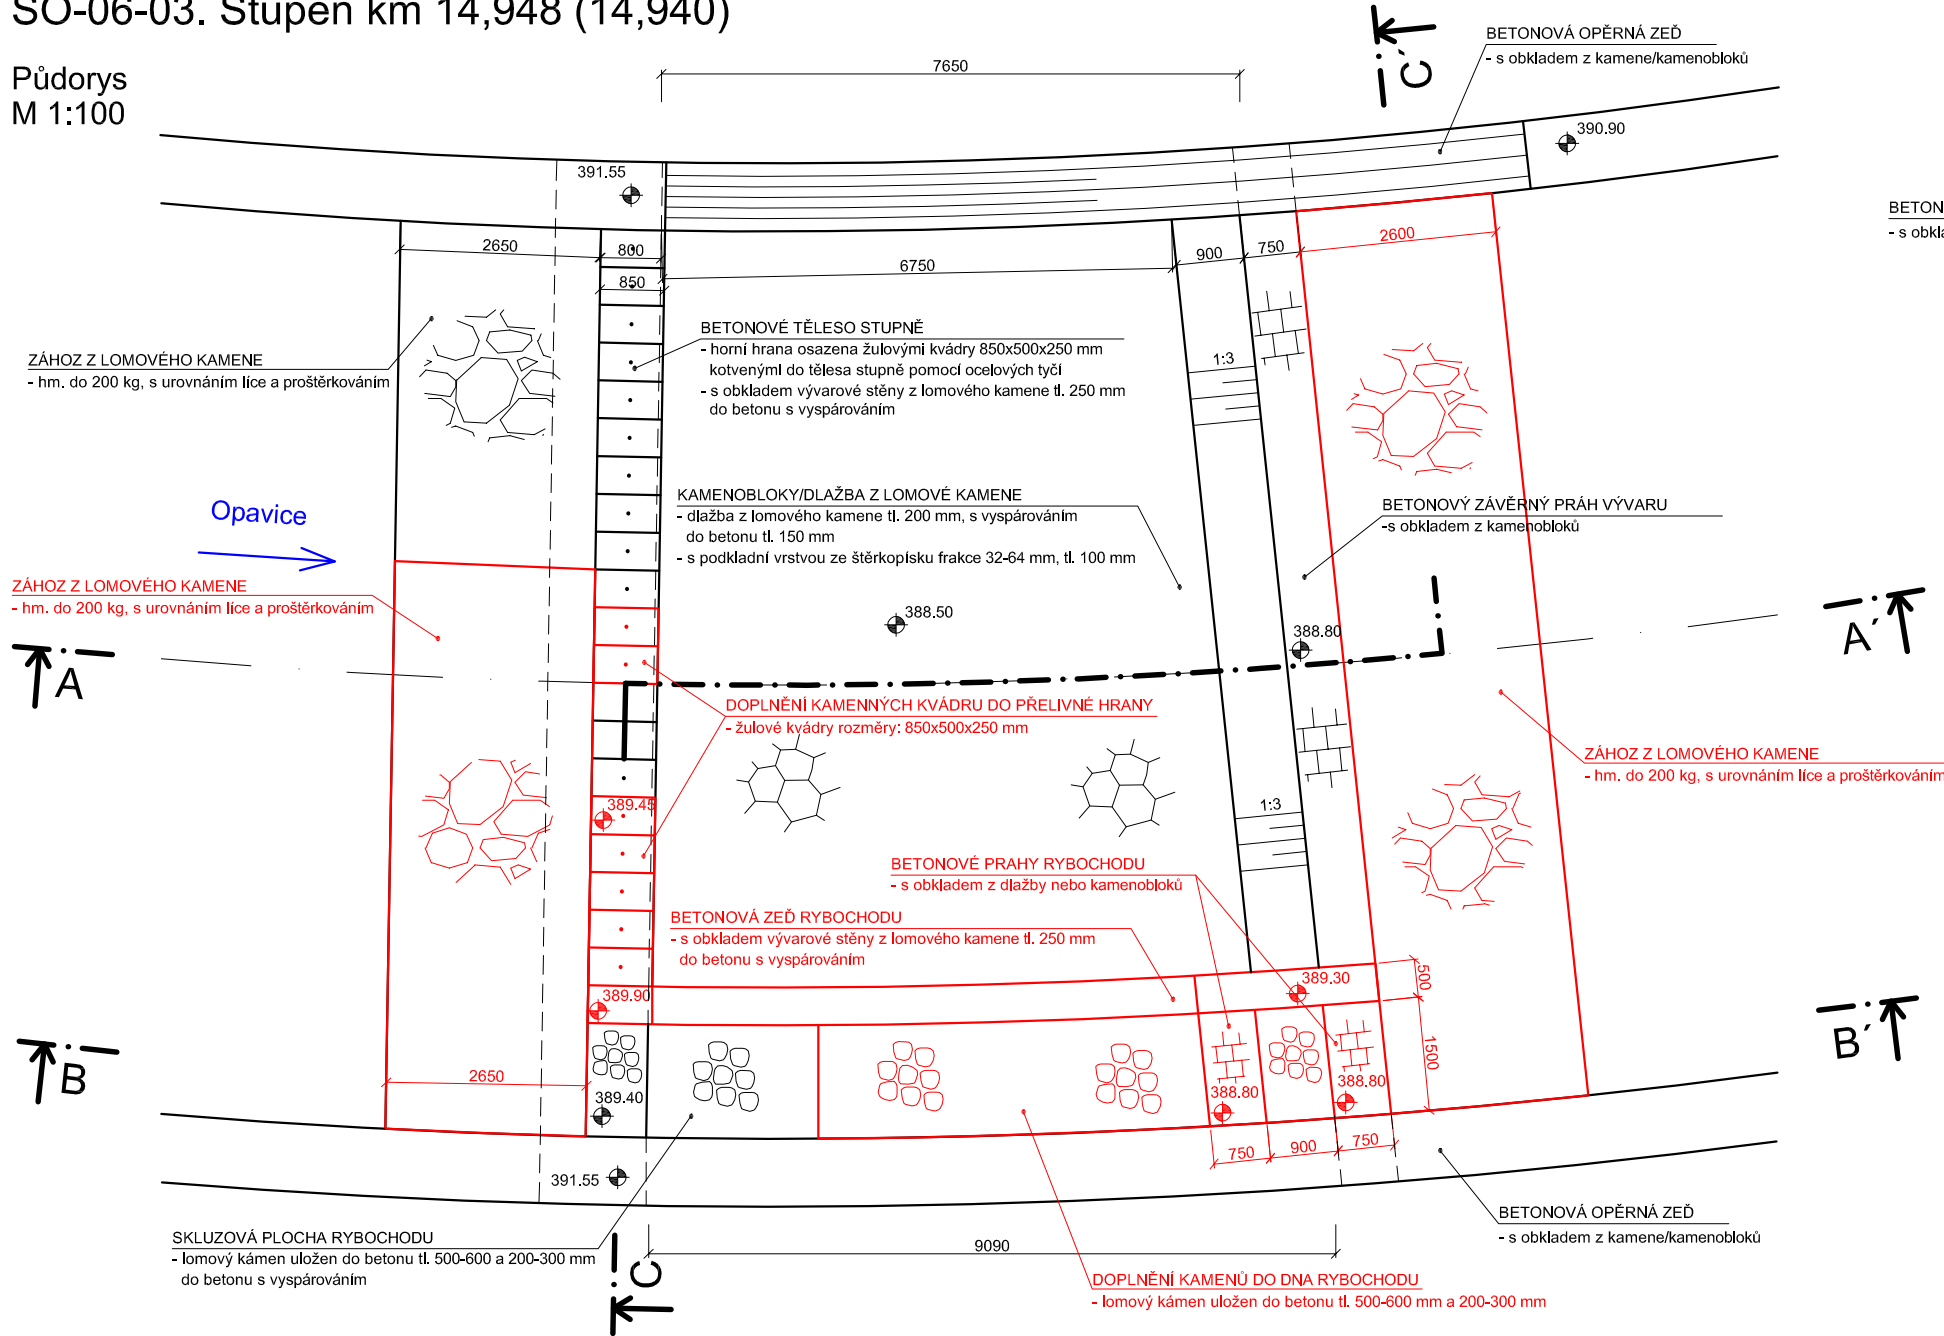 SO-06-03. Stupeň km 14,948 (14,940)
Půdorys
M 1:100
7650
C´
BETONOVÁ OPĚRNÁ ZEĎ
- s obkladem z kamene/kamenobloků
390.90
391.55
BETON
- s obkla
2650
800
850
6750
900
750
2600
ZÁHOZ Z LOMOVÉHO KAMENE
- hm. do 200 kg, s urovnáním líce a proštěrkováním
BETONOVÉ TĚLESO STUPNĚ
- horní hrana osazena žulovými kvádry 850x500x250 mm
kotvenýmI do tělesa stupně pomocí ocelových tyčí
- s obkladem vývarové stěny z lomového kamene tl. 250 mm
do betonu s vyspárováním
1:3
KAMENOBLOKY/DLAŽBA Z LOMOVÉ KAMENE
- dlažba z lomového kamene tl. 200 mm, s vyspárováním
do betonu tl. 150 mm
- s podkladní vrstvou ze štěrkopísku frakce 32-64 mm, tl. 100 mm
BETONOVÝ ZÁVĚRNÝ PRÁH VÝVARU
-s obkladem z kamenobloků
Opavice
ZÁHOZ Z LOMOVÉHO KAMENE
- hm. do 200 kg, s urovnáním líce a proštěrkováním
388.50
388.80
A
A´
DOPLNĚNÍ KAMENNÝCH KVÁDRU DO PŘELIVNÉ HRANY
- žulové kvádry rozměry: 850x500x250 mm
ZÁHOZ Z LOMOVÉHO KAMENE
- hm. do 200 kg, s urovnáním líce a proštěrkováním
389.45
1:3
BETONOVÉ PRAHY RYBOCHODU
- s obkladem z dlažby nebo kamenobloků
BETONOVÁ ZEĎ RYBOCHODU
- s obkladem vývarové stěny z lomového kamene tl. 250 mm
do betonu s vyspárováním
389.30
500
389.90
1500
B
B´
2650
389.40
388.80
388.80
750
900
750
391.55
SKLUZOVÁ PLOCHA RYBOCHODU
- lomový kámen uložen do betonu tl. 500-600 a 200-300 mm
do betonu s vyspárováním
C
9090
BETONOVÁ OPĚRNÁ ZEĎ
- s obkladem z kamene/kamenobloků
DOPLNĚNÍ KAMENŮ DO DNA RYBOCHODU
- lomový kámen uložen do betonu tl. 500-600 mm a 200-300 mm